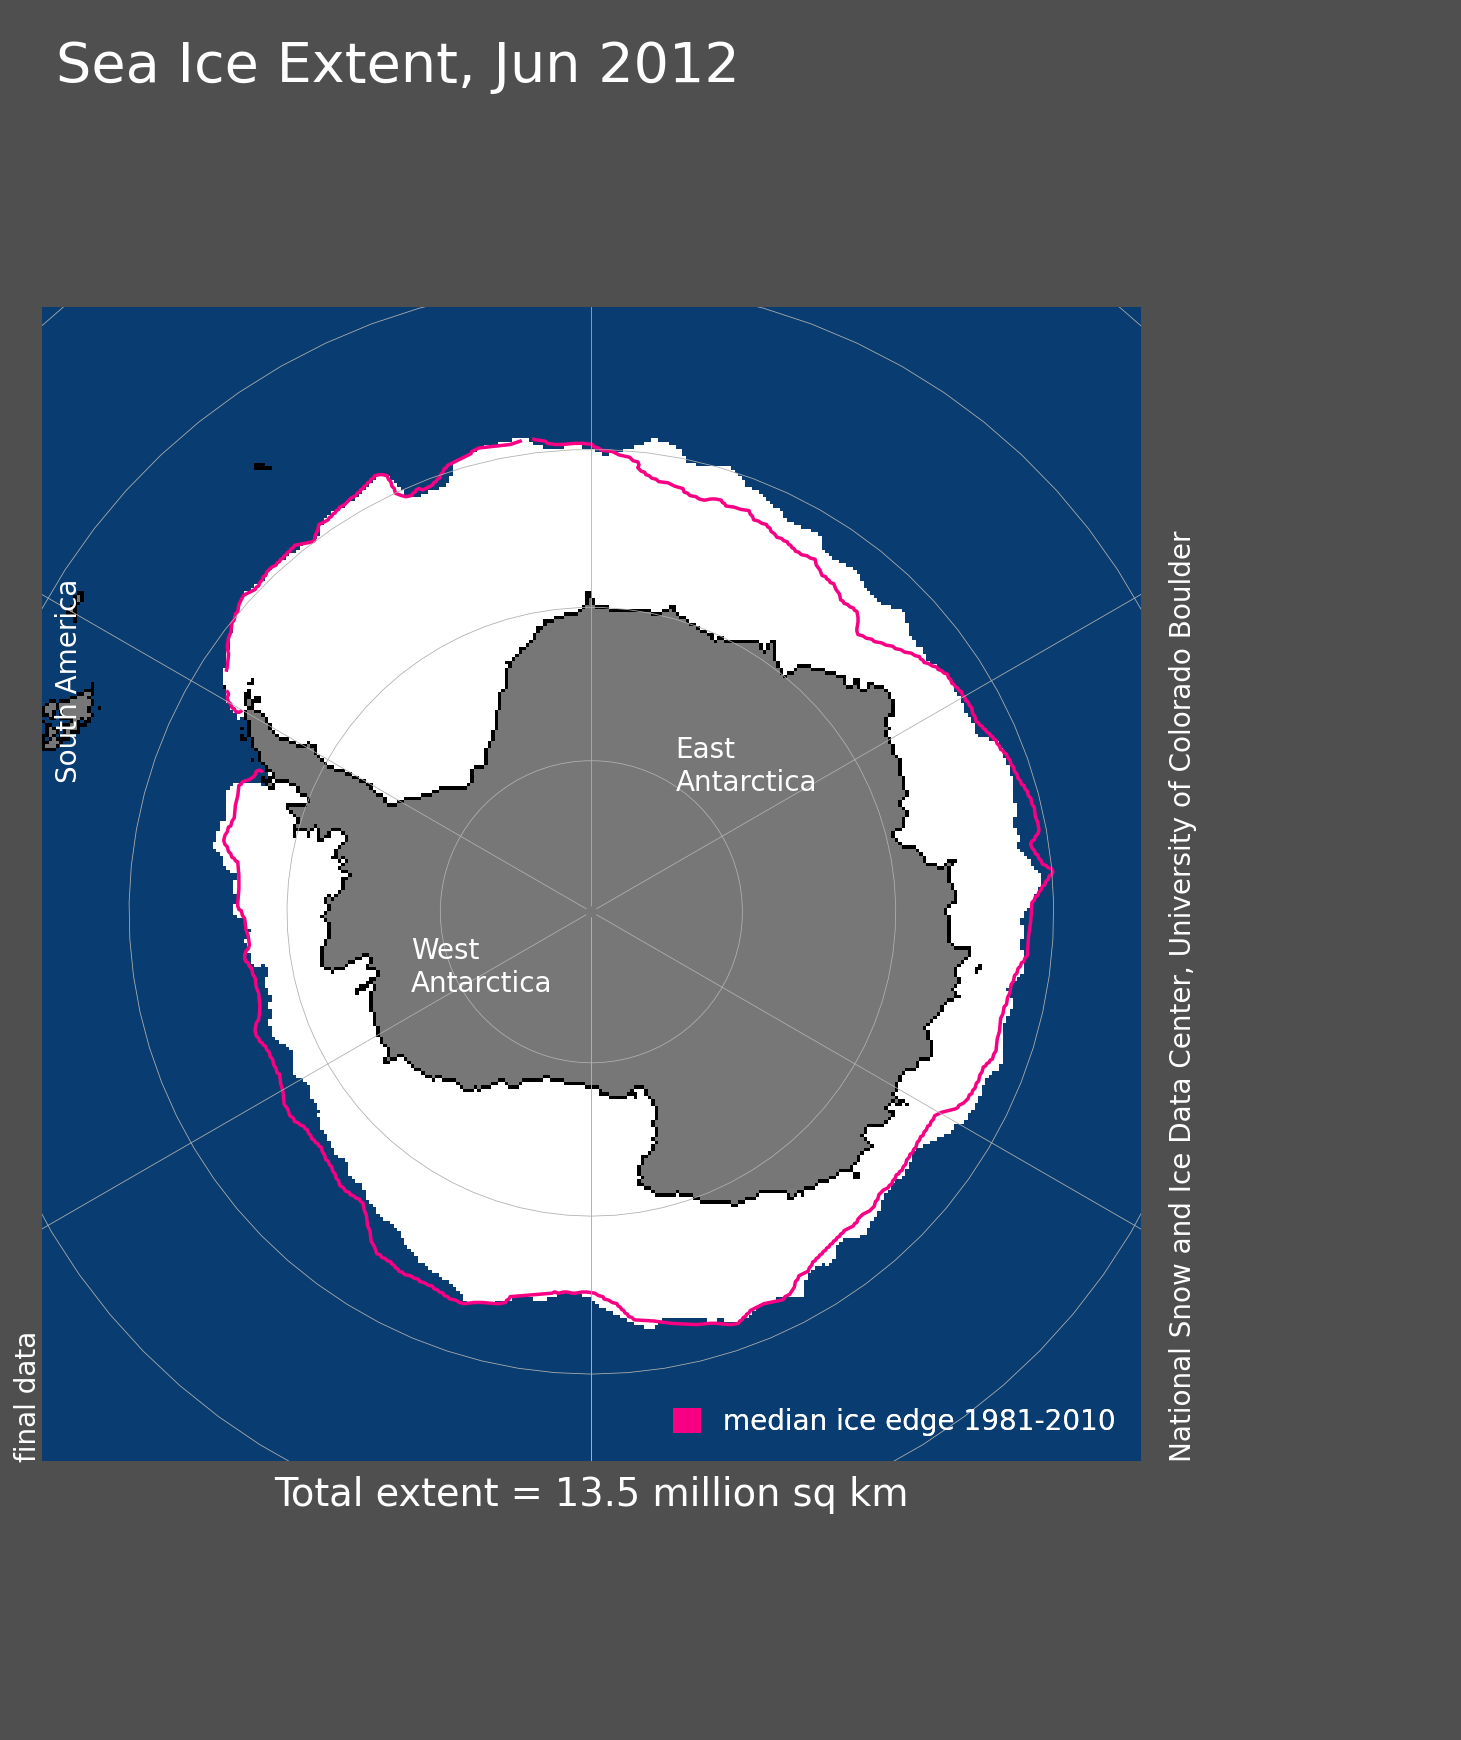 Sea Ice Extent, Jun 2012
South America
East
Antarctica
West
Antarctica
final data
National Snow and Ice Data Center, University of Colorado Boulder
median ice edge 1981-2010
Total extent = 13.5 million sq km